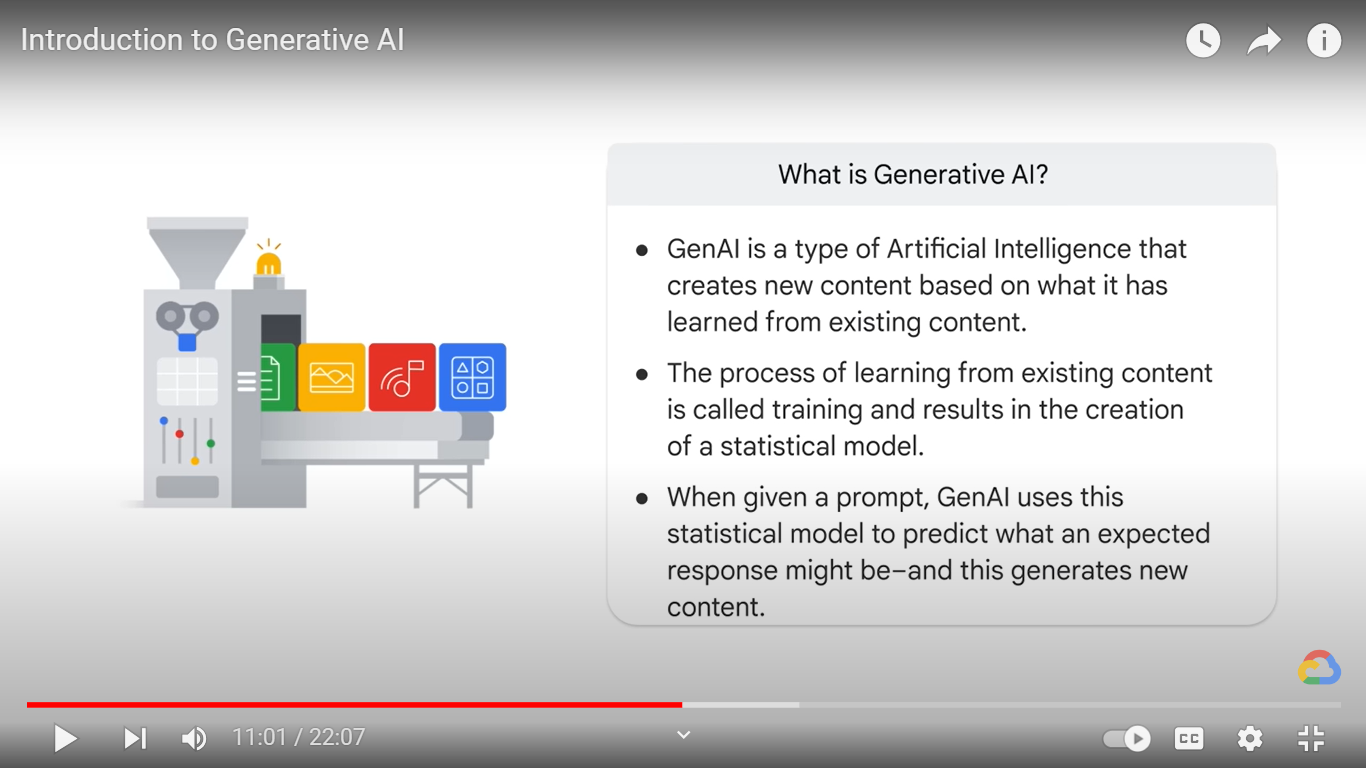 Introduction to Generative AI
What is Generative AI?
● GenAI is a type of Artificial Intelligence that
creates new content based on what it has
learned from existing content.
● The process of learning from existing content
is called training and results in the creation
of a statistical model.
● When given a prompt, GenAI uses this
statistical model to predict what an expected
response might be–and this generates new
content.
11:01 / 22:07
CC